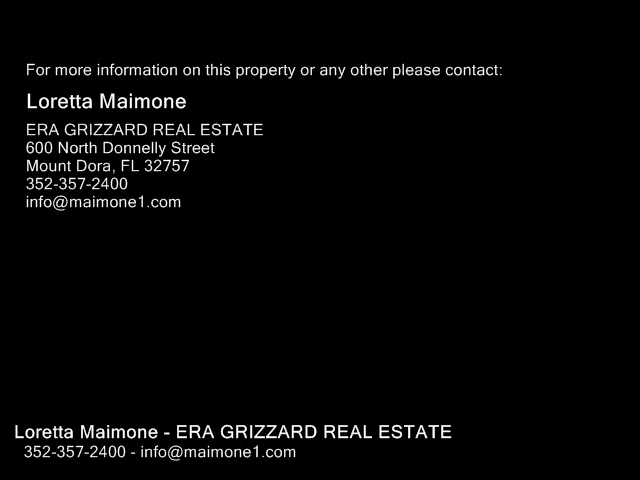 For more information on this property or any other please contact:
Loretta Maimone
ERA GRIZZARD REAL ESTATE
600 North Donnelly Street
Mount Dora, FL 32757
352-357-2400
info@maimone1.com
Loretta Maimone - ERA GRIZZARD REAL ESTATE
352-357-2400 - info@maimone1.com